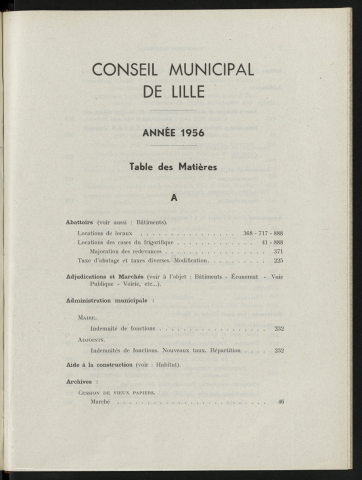 CONSEIL MUNICIPAL
DE LILLE
ANNÉE 1956
Table des Matières
A
Abattoirs (voir aussi : Bâtiments).
Locations de locaux . . . . . . . . . . . . . . 368 - 717 - 888
Locations des cases du frigorifique . . . . . . . . . . . 41 - 888
Majoration des redevances . . . . . . . . . . . . . . 371
Taxe d'abatage et taxes diverses. Modification. . . . . . . . . 225
Adjudications et Marchés (voir à l'objet : Bâtiments - Économat - Voie
Publique - Voirie, etc...).
Administration municipale :
MAIRE.
Indemnité de fonctions . . . . . . . . . . . . . . . . 252
ADJOINTS.
Indemnités de fonctions. Nouveaux taux. Répartition . . . . 252
Aide à la construction (voir : Habitat).
Archives :
CESSION DE VIEUX PAPIERS.
Marché . . . . . . . . . . . . . . . . . . . . 46